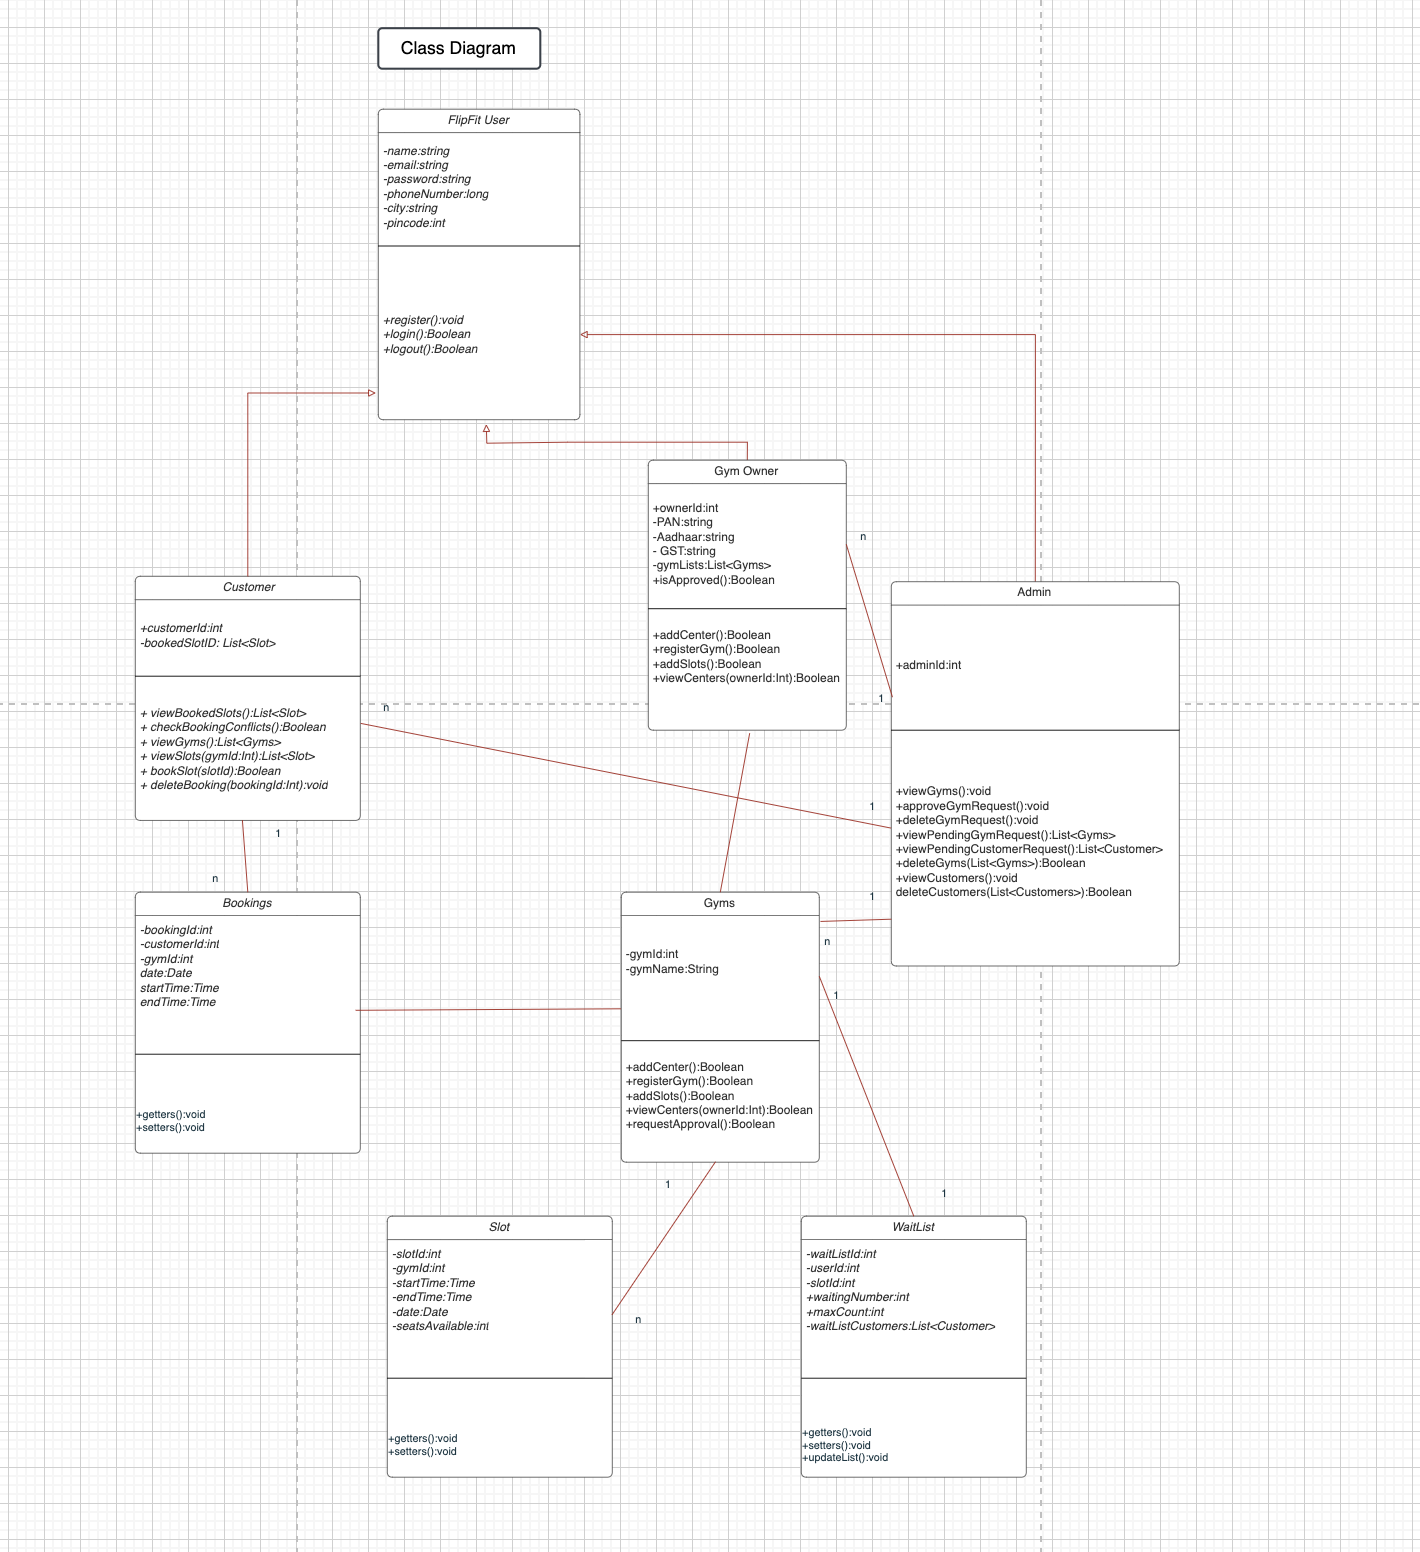 Class Diagram
FlipFit User
-name:string
-email:string
-password:string
-phoneNumber:long
-city:string
-pincode:int
+register():void
+login():Boolean
+logout():Boolean
Gym Owner
+ownerId:int
-PAN:string
-Aadhaar:string
- GST:string
-gymLists:List<Gyms>
+isApproved():Boolean
+addCenter():Boolean
+registerGym():Boolean
+addSlots():Boolean
+viewCenters(ownerId:Int):Boolean
n
1
Customer
+customerId:int
-bookedSlotID: List<Slot>
+ viewBookedSlots():List<Slot>
+ checkBookingConflicts():Boolean
+ viewGyms():List<Gyms>
+ viewSlots(gymId:Int):List<Slot>
+ bookSlot(slotId):Boolean
+ deleteBooking(bookingId:Int):void
n
1
Admin
+adminId:int
+viewGyms():void
+approveGymRequest():void
+deleteGymRequest():void
+viewPendingGymRequest():List<Gyms>
+viewPendingCustomerRequest():List<Customer>
+deleteGyms(List<Gyms>):Boolean
+viewCustomers():void
deleteCustomers(List<Customers>):Boolean
1
n
1
n
Bookings
-bookingId:int
-customerId:int
-gymId:int
date:Date
startTime:Time
endTime:Time
+getters():void
+setters():void
Gyms
-gymId:int
-gymName:String
+addCenter():Boolean
+registerGym():Boolean
+addSlots():Boolean
+viewCenters(ownerId:Int):Boolean
+requestApproval():Boolean
1
1
1
n
Slot
-slotId:int
-gymId:int
-startTime:Time
-endTime:Time
-date:Date
-seatsAvailable:int
+getters():void
+setters():void
WaitList
-waitListId:int
-userId:int
-slotId:int
+waitingNumber:int
+maxCount:int
-waitListCustomers:List<Customer>
+getters():void
+setters():void
+updateList():void